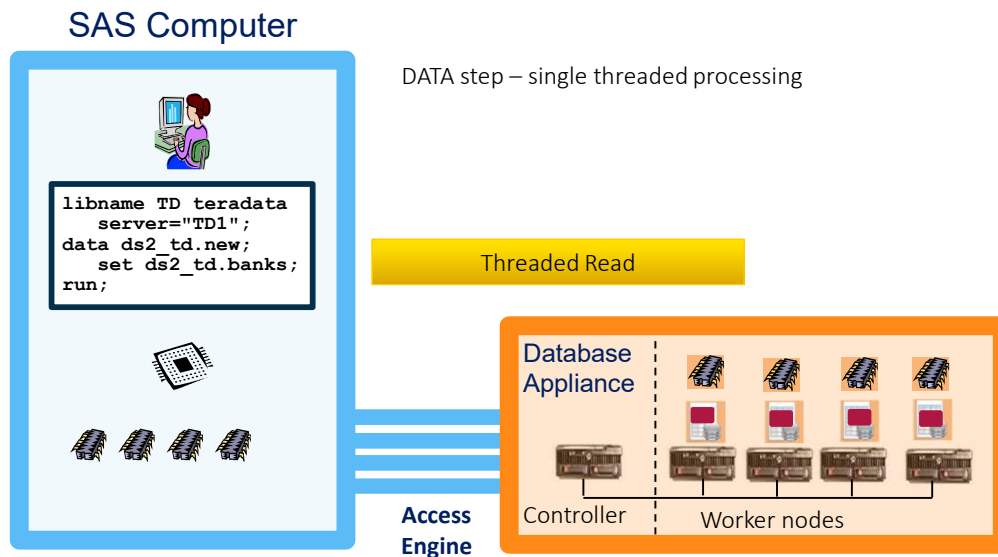 SAS Computer
DATA step – single threaded processing
libname TD teradata
server="TD1";
data ds2_td.new;
set ds2_td.banks;
run;
Threaded Read
Database
Appliance
Access
Engine
Controller
Worker nodes